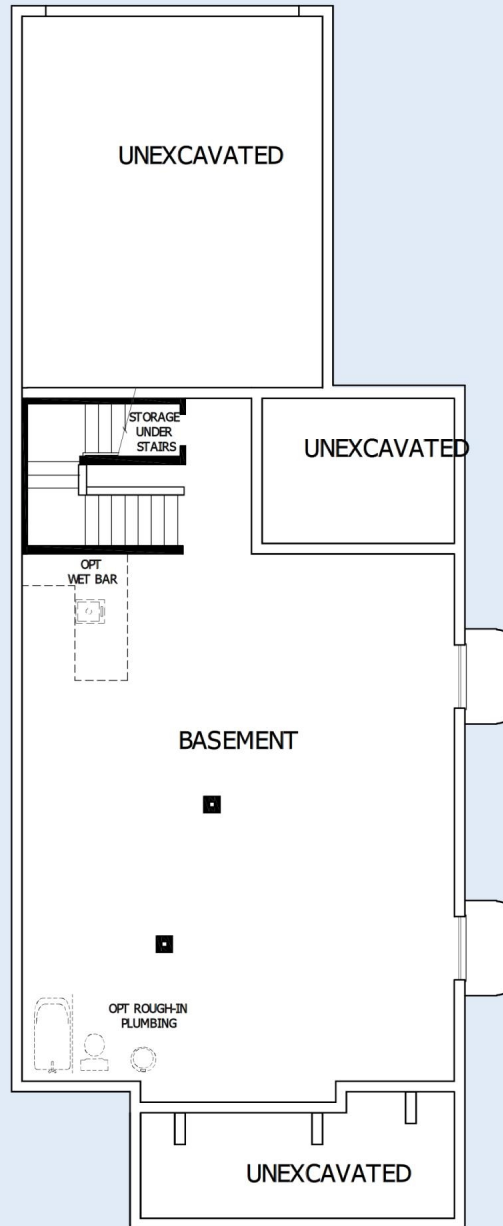 UNEXCAVATED
STORAGE
UNDER
STAIRS
UNEXCAVATED
OPT
WET BAR
BASEMENT
OPT ROUGH-IN
PLUMBING
UNEXCAVATED